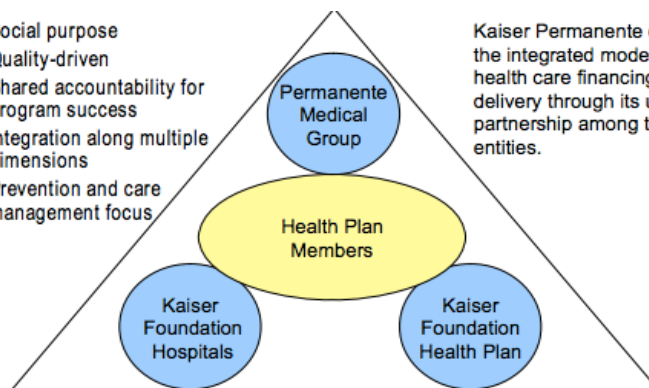 ocial purpose
Quality-driven
hared accountability for
rogram success
ntegration along multiple
imensions
revention and care
nanagement focus
Kaiser Permanente
the integrated mode
health care financing
delivery through its u
partnership among t
entities.
Permanente
Medical
Group
Health Plan
Members
Kaiser
Foundation
Hospitals
Kaiser
Foundation
Health Plan